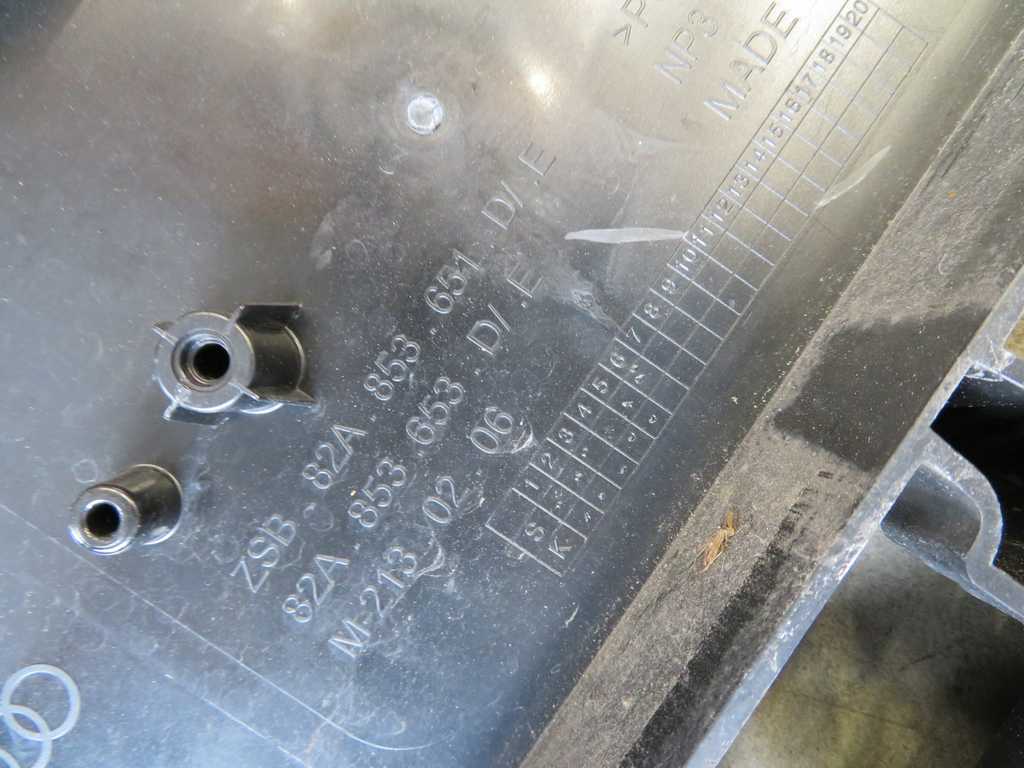 NP3
MADE
ZSB . 82A . 853 . 651 D/ .E
82A . 853 . 653 . D/ .E
M-213 02 . 06
1 2 3 4 5 6 7 8 9 10 11 12 13 14 15 16 17 18 19 20
S
K